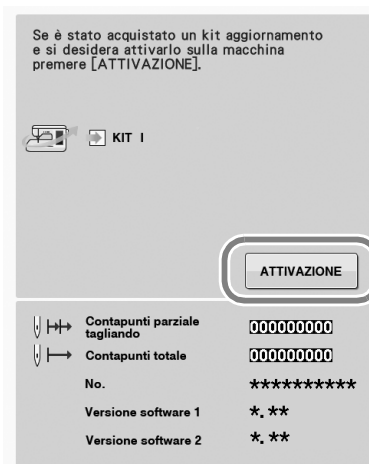 Se è stato acquistato un kit aggiornamento
e si desidera attivarlo sulla macchina
premere [ATTIVAZIONE].
KIT I
ATTIVAZIONE
Contapunti parziale
tagliando
000000000
Contapunti totale
000000000
No.
**********
Versione software 1
*.**
Versione software 2
*.**